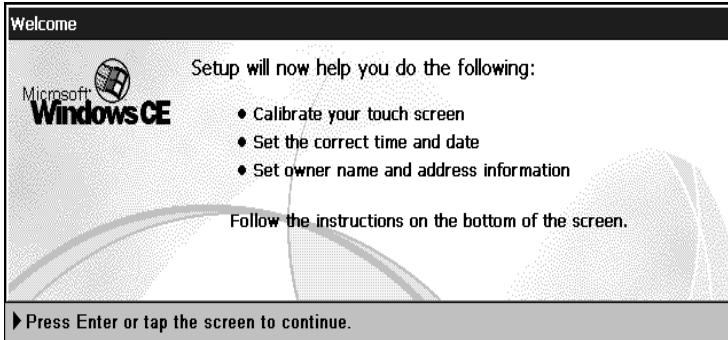 Welcome
Microsoft
Windows CE
Setup will now help you do the following:
• Calibrate your touch screen
• Set the correct time and date
• Set owner name and address information
Follow the instructions on the bottom of the screen.
Press Enter or tap the screen to continue.